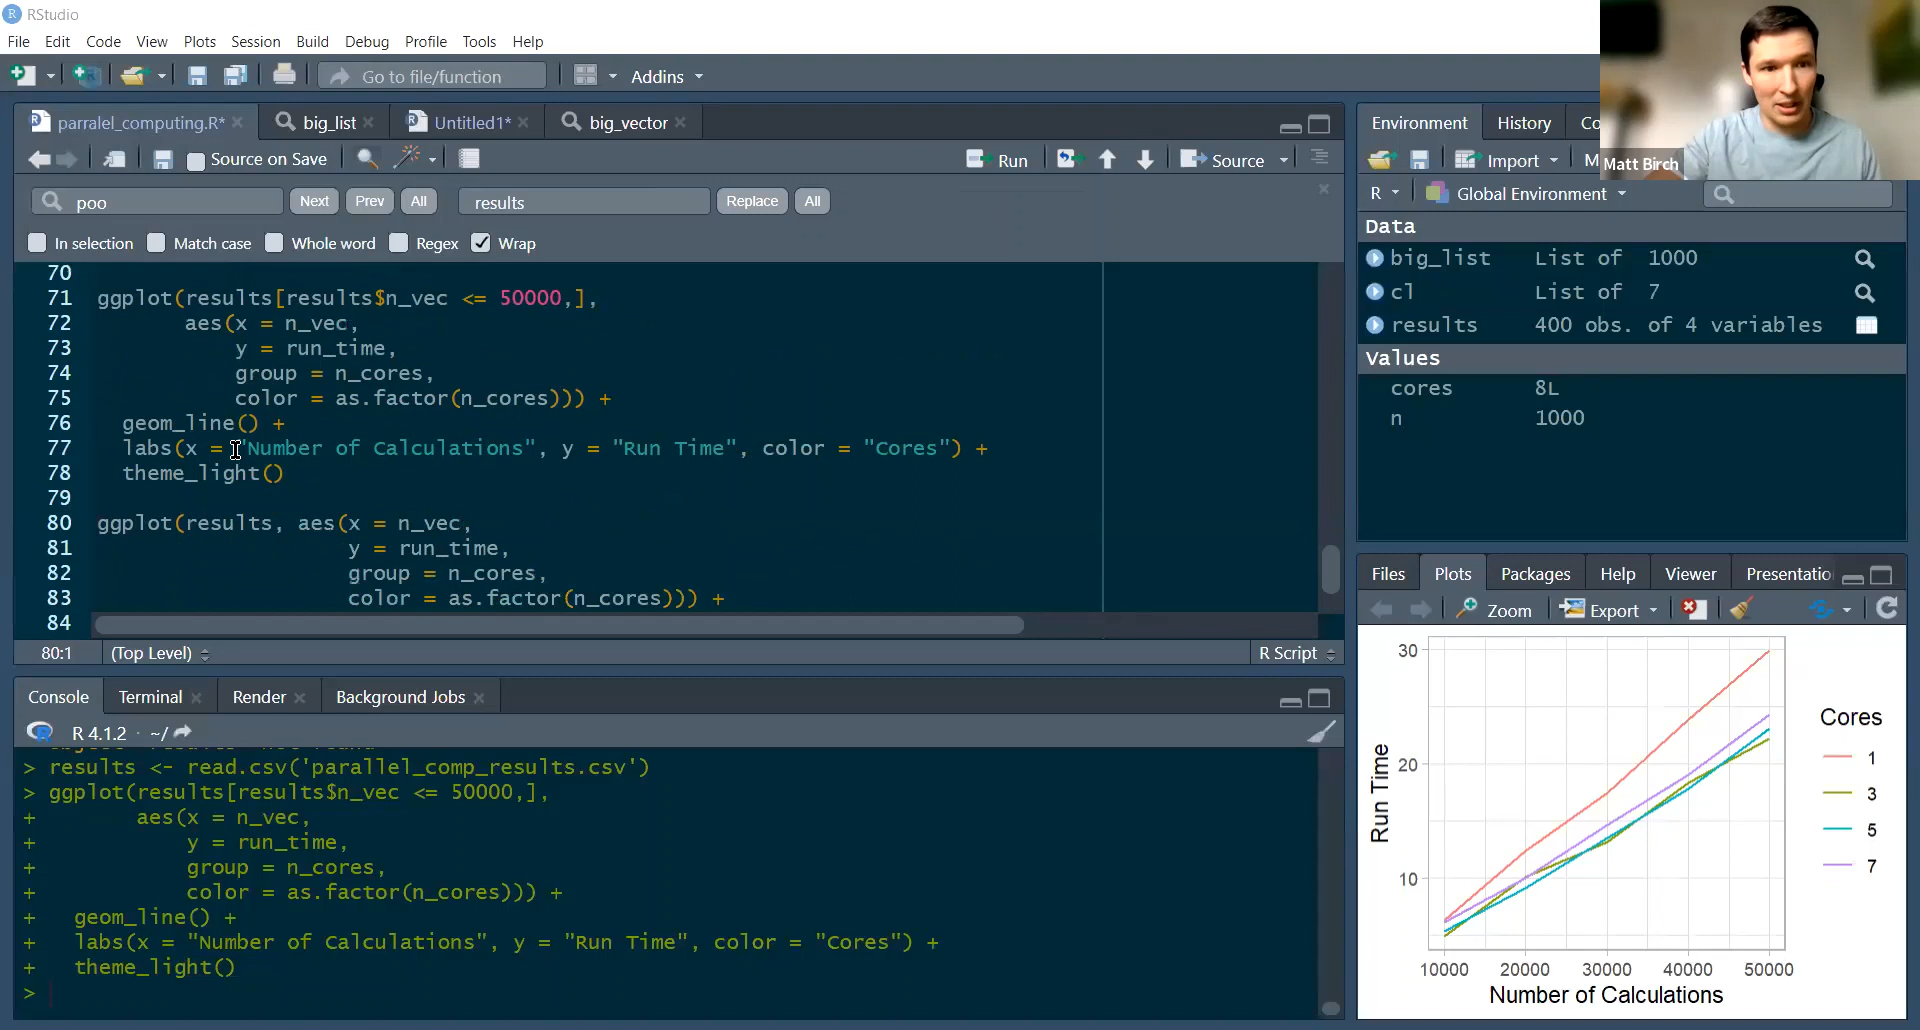 RStudio
File Edit Code View Plots Session Build Debug Profile Tools Help
Go to file/function Addins
parralel_computing.R* big_list Untitled1* big_vector
Source on Save Run Source
poo Next Prev All results Replace All
In selection Match case Whole word Regex Wrap
70
71 ggplot(results[results$n_vec <= 50000,],
72 aes(x = n_vec,
73 y = run_time,
74 group = n_cores,
75 color = as.factor(n_cores))) +
76 geom_line() +
77 labs(x = "Number of Calculations", y = "Run Time", color = "Cores") +
78 theme_light()
79
80 ggplot(results, aes(x = n_vec,
81 y = run_time,
82 group = n_cores,
83 color = as.factor(n_cores))) +
84
80:1 (Top Level) R Script
Console Terminal Render Background Jobs
R 4.1.2 · ~/
> results <- read.csv('parallel_comp_results.csv')
> ggplot(results[results$n_vec <= 50000,],
+ aes(x = n_vec,
+ y = run_time,
+ group = n_cores,
+ color = as.factor(n_cores))) +
+ geom_line() +
+ labs(x = "Number of Calculations", y = "Run Time", color = "Cores") +
+ theme_light()
>
Matt Birch
Environment History Co
Import M
R Global Environment
Data
big_list List of 1000
cl List of 7
results 400 obs. of 4 variables
Values
cores 8L
n 1000
Files Plots Packages Help Viewer Presentatio
Zoom Export
30
20
10
Run Time
10000 20000 30000 40000 50000
Number of Calculations
Cores
1
3
5
7